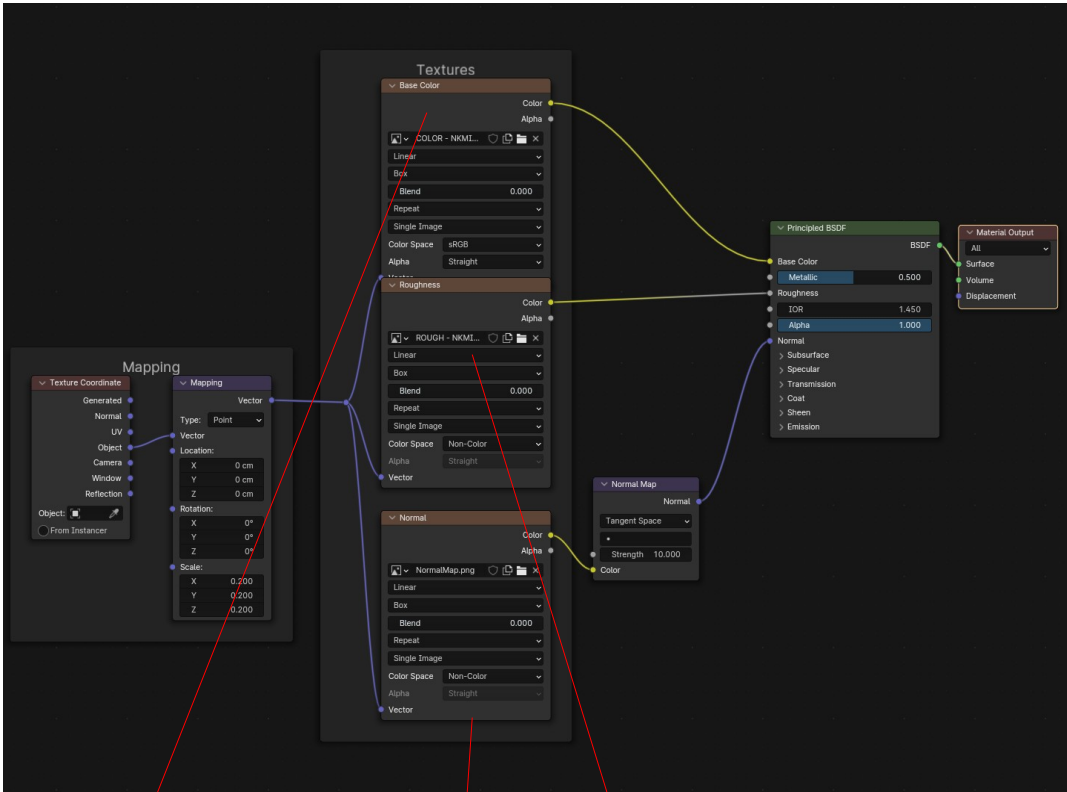 Textures
Base Color
Color
Alpha
COLOR - NKMI...
Linear
Box
Blend 0.000
Repeat
Single Image
Color Space sRGB
Alpha Straight
Vector
Roughness
Color
Alpha
ROUGH - NKMI...
Linear
Box
Blend 0.000
Repeat
Single Image
Color Space Non-Color
Alpha Straight
Vector
Normal
Color
Alpha
NormalMap.png
Linear
Box
Blend 0.000
Repeat
Single Image
Color Space Non-Color
Alpha Straight
Vector
Mapping
Texture Coordinate
Generated
Normal
UV
Object
Camera
Window
Reflection
Object:
From Instancer
Mapping
Vector
Type: Point
Vector
Location:
X 0 cm
Y 0 cm
Z 0 cm
Rotation:
X 0°
Y 0°
Z 0°
Scale:
X 0.200
Y 0.200
Z 0.200
Normal Map
Normal
Tangent Space
Strength 10.000
Color
Principled BSDF
BSDF
Base Color
Metallic 0.500
Roughness
IOR 1.450
Alpha 1.000
Normal
Subsurface
Specular
Transmission
Coat
Sheen
Emission
Material Output
All
Surface
Volume
Displacement